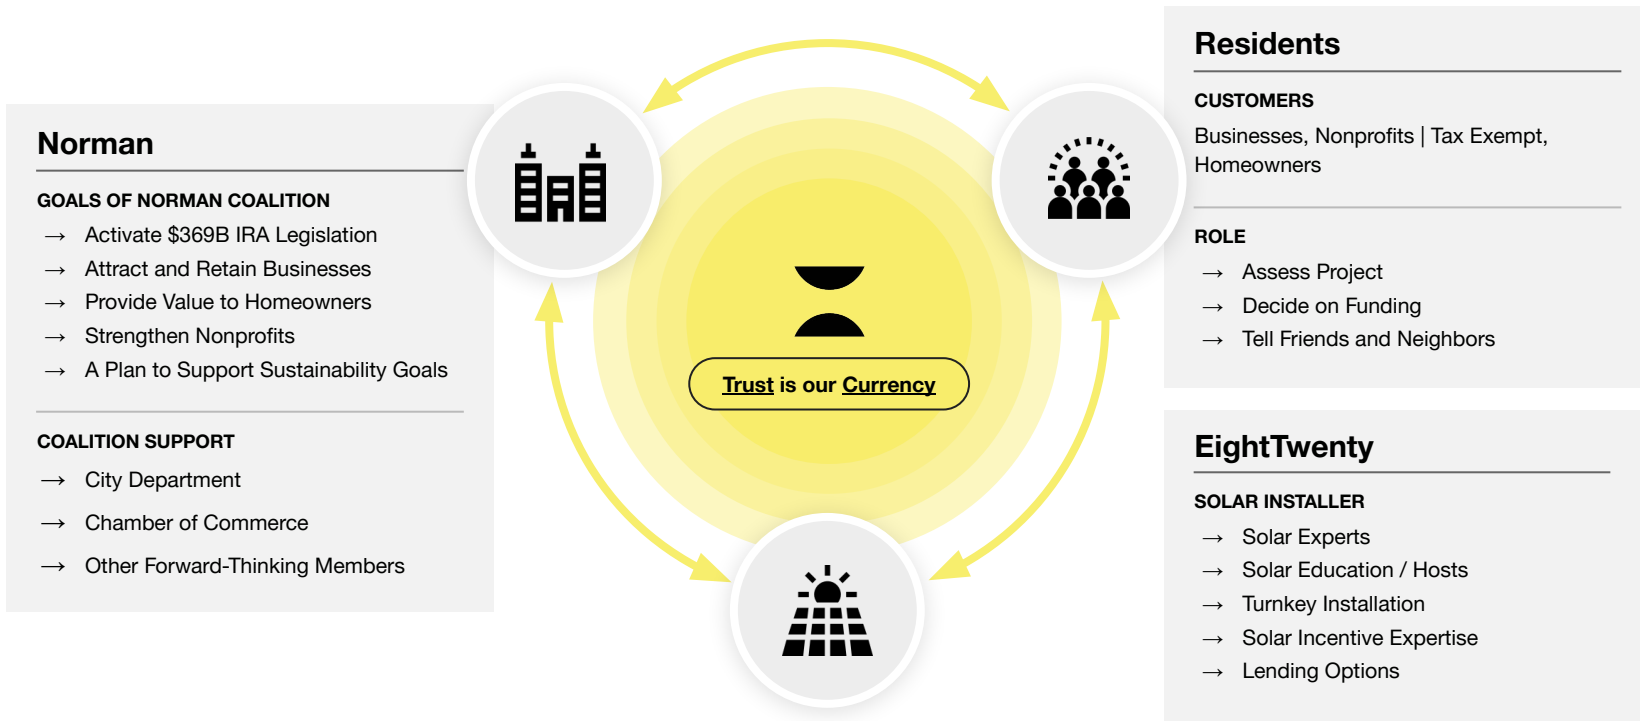 Norman
GOALS OF NORMAN COALITION
→ Activate $369B IRA Legislation
→ Attract and Retain Businesses
→ Provide Value to Homeowners
→ Strengthen Nonprofits
→ A Plan to Support Sustainability Goals
COALITION SUPPORT
→ City Department
→ Chamber of Commerce
→ Other Forward-Thinking Members
Trust is our Currency
Residents
CUSTOMERS
Businesses, Nonprofits | Tax Exempt,
Homeowners
ROLE
→ Assess Project
→ Decide on Funding
→ Tell Friends and Neighbors
EightTwenty
SOLAR INSTALLER
→ Solar Experts
→ Solar Education / Hosts
→ Turnkey Installation
→ Solar Incentive Expertise
→ Lending Options